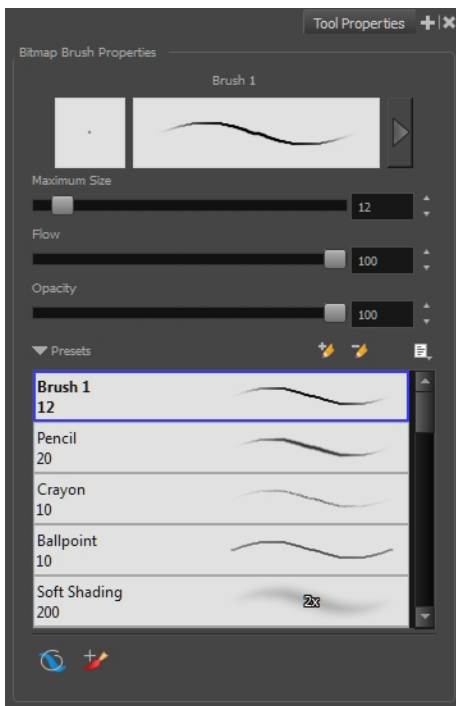 Tool Properties
Bitmap Brush Properties
Brush 1
Maximum Size
12
Flow
100
Opacity
100
Presets
Brush 1
12
Pencil
20
Crayon
10
Ballpoint
10
Soft Shading
200
2x